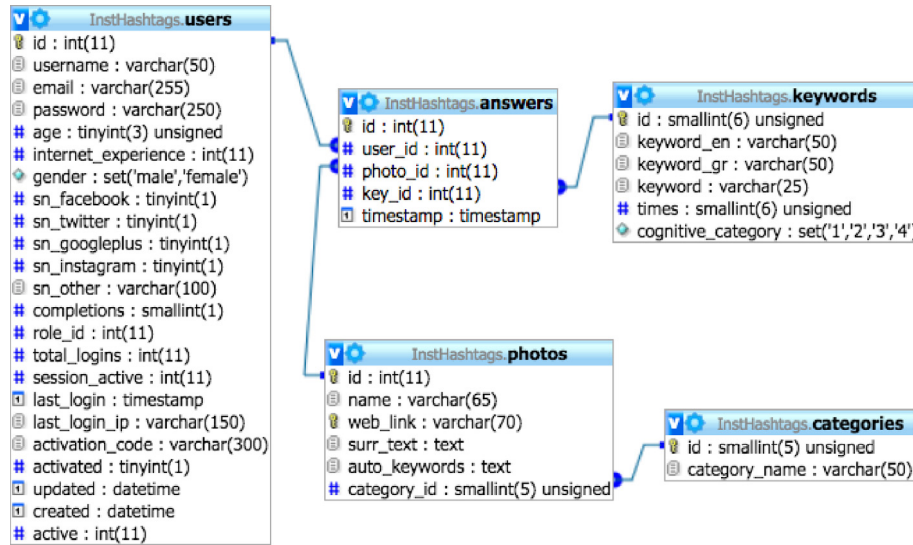 InstHashtags.users
id : int(11)
username : varchar(50)
email : varchar(255)
password : varchar(250)
age : tinyint(3) unsigned
internet_experience : int(11)
gender : set('male','female')
sn_facebook : tinyint(1)
sn_twitter : tinyint(1)
sn_googleplus : tinyint(1)
sn_instagram : tinyint(1)
sn_other : varchar(100)
completions : smallint(1)
role_id : int(11)
total_logins : int(11)
session_active : int(11)
last_login : timestamp
last_login_ip : varchar(150)
activation_code : varchar(300)
activated : tinyint(1)
updated : datetime
created : datetime
active : int(11)
InstHashtags.answers
id : int(11)
user_id : int(11)
photo_id : int(11)
key_id : int(11)
timestamp : timestamp
InstHashtags.keywords
id : smallint(6) unsigned
keyword_en : varchar(50)
keyword_gr : varchar(50)
keyword : varchar(25)
times : smallint(6) unsigned
cognitive_category : set('1','2','3','4')
InstHashtags.photos
id : int(11)
name : varchar(65)
web_link : varchar(70)
surr_text : text
auto_keywords : text
category_id : smallint(5) unsigned
InstHashtags.categories
id : smallint(5) unsigned
category_name : varchar(50)